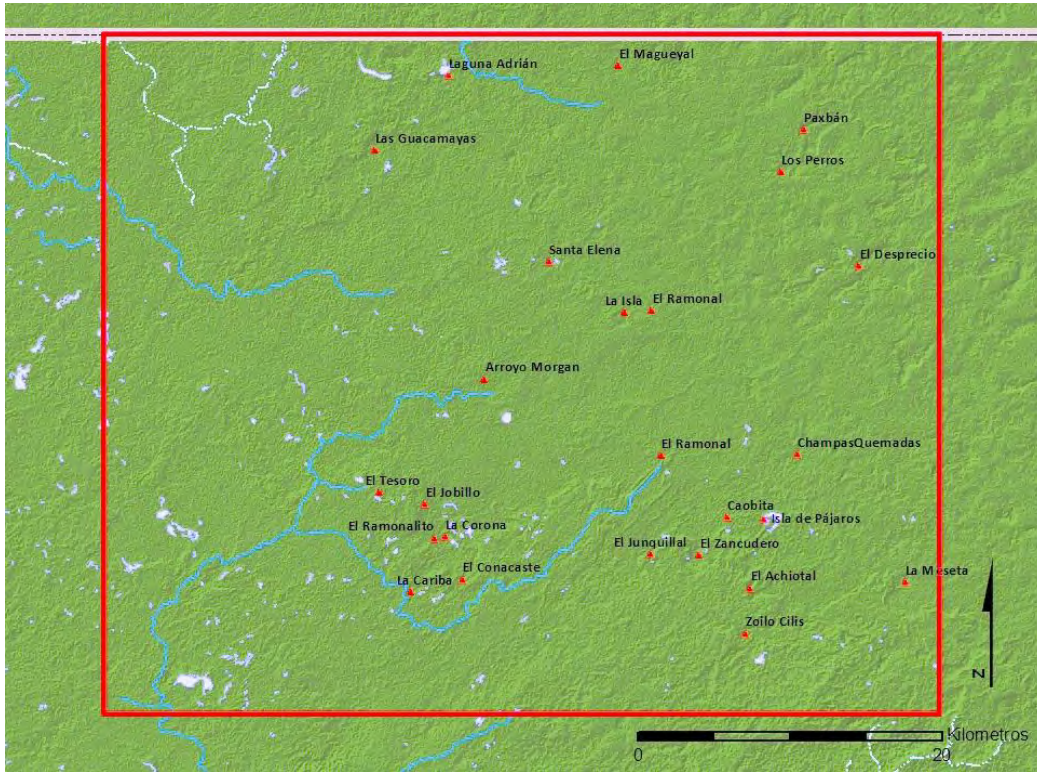 El Magueyal
Laguna Adrián
Paxbán
Las Guacamayas
Los Perros
Santa Elena
El Desprecio
La Isla
El Ramonal
Arroyo Morgan
El Ramonal
ChampasQuemadas
El Tesoro
El Jobillo
Caobita
Isla de Pájaros
El Ramonalito
La Corona
El Junquillal
El Zancudero
El Conacaste
La Cariba
El Achiotal
La Meseta
Zoilo Cilis
N
Kilometros
0
20